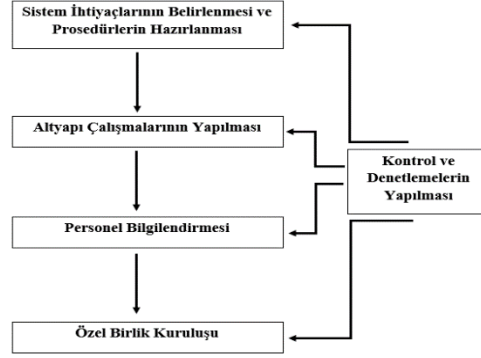 Sistem İhtiyaçlarının Belirlenmesi ve
Prosedürlerin Hazırlanması
Altyapı Çalışmalarının Yapılması
Kontrol ve
Denetlemelerin
Yapılması
Personel Bilgilendirmesi
Özel Birlik Kuruluşu